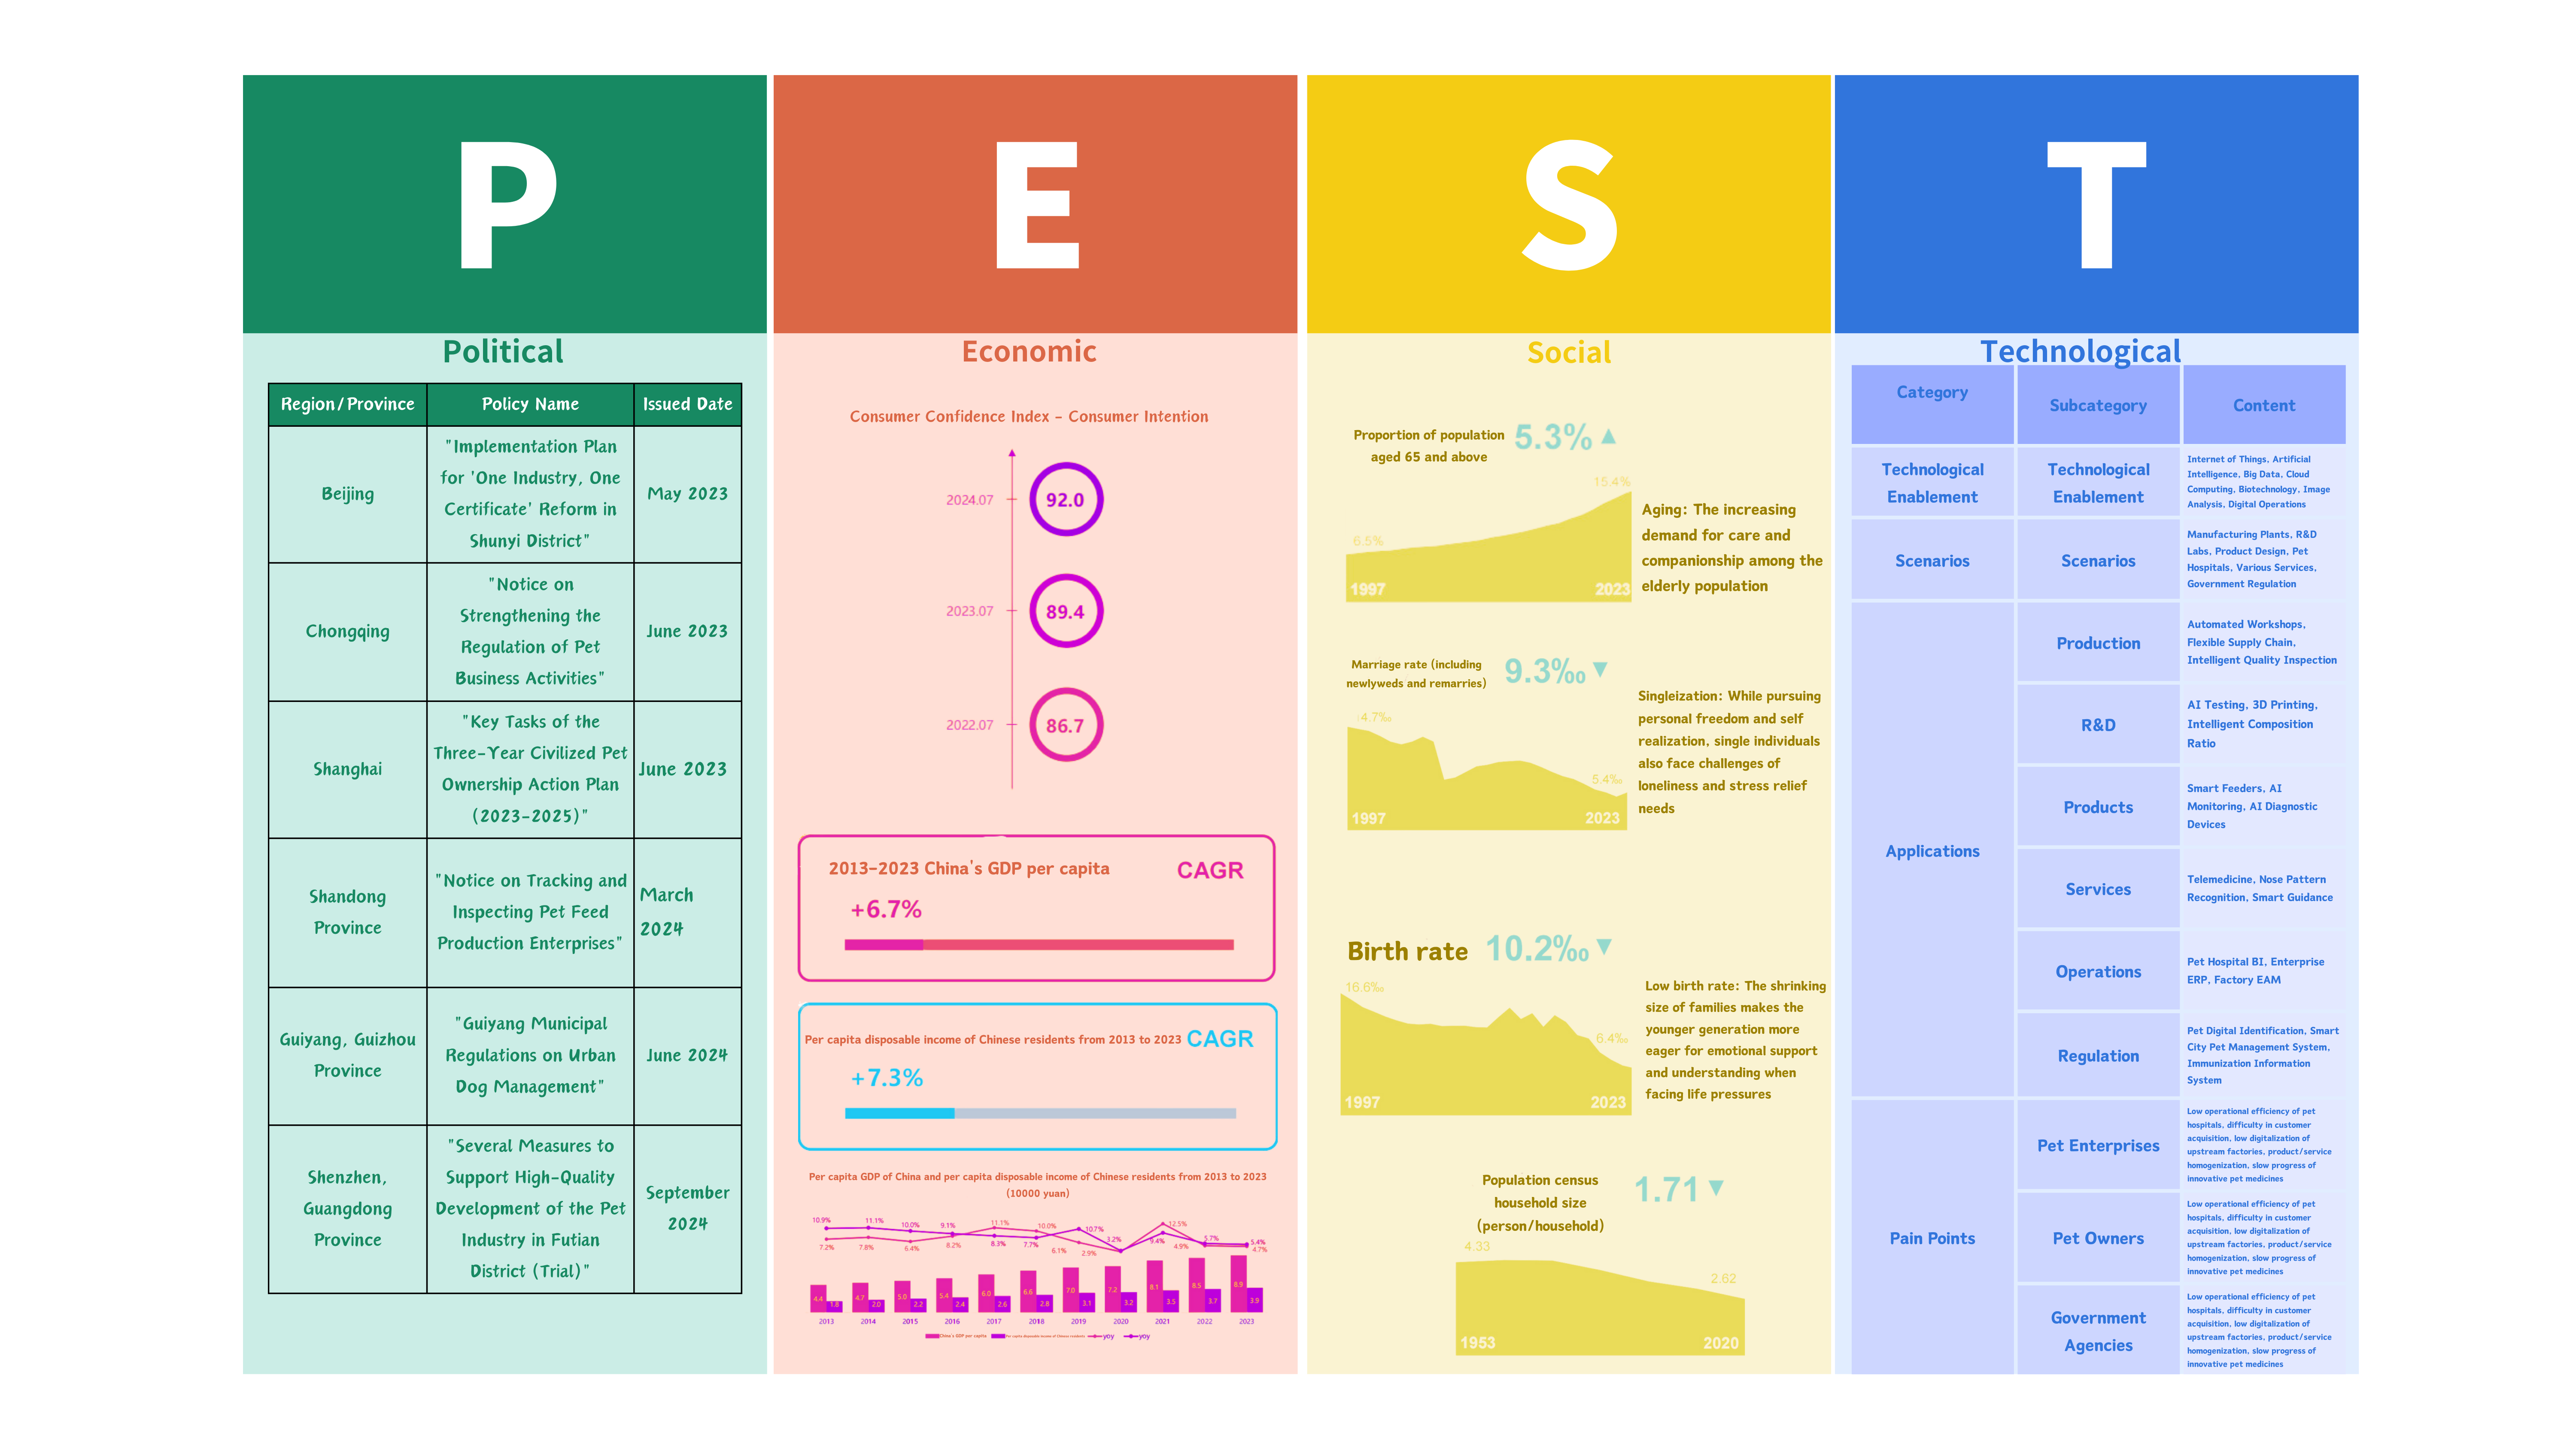 P
Political
Region/Province Policy Name Issued Date
Beijing
"Implementation Plan
for 'One Industry, One
Certificate' Reform in
Shunyi District"
May 2023
Chongqing
"Notice on
Strengthening the
Regulation of Pet
Business Activities"
June 2023
Shanghai
"Key Tasks of the
Three-Year Civilized Pet
Ownership Action Plan
(2023-2025)"
June 2023
Shandong
Province
"Notice on Tracking and
Inspecting Pet Feed
Production Enterprises"
March
2024
Guiyang, Guizhou
Province
"Guiyang Municipal
Regulations on Urban
Dog Management"
June 2024
Shenzhen,
Guangdong
Province
"Several Measures to
Support High-Quality
Development of the Pet
Industry in Futian
District (Trial)"
September
2024
E
Economic
Consumer Confidence Index - Consumer Intention
2024.07 92.0
2023.07 89.4
2022.07 86.7
2013-2023 China's GDP per capita CAGR
+6.7%
Per capita disposable income of Chinese residents from 2013 to 2023 CAGR
+7.3%
Per capita GDP of China and per capita disposable income of Chinese residents from 2013 to 2023
(10000 yuan)
10.9% 11.1% 10.0% 9.1% 11.1% 10.0% 10.7% 3.2% 12.5% 5.7% 5.4%
7.2% 7.8% 6.4% 8.2% 8.3% 7.7% 6.1% 2.9% 9.4% 4.9% 4.7%
4.4 1.8 4.7 2.0 5.0 2.2 5.4 2.4 6.0 2.6 6.6 2.8 7.0 3.1 7.2 3.2 8.1 3.5 8.5 3.7 8.9 3.9
2013 2014 2015 2016 2017 2018 2019 2020 2021 2022 2023
China's GDP per capita Per capita disposable income of Chinese residents yoy yoy
S
Social
Proportion of population
aged 65 and above
5.3% ▲
15.4%
6.5%
1997 2023
Aging: The increasing
demand for care and
companionship among the
elderly population
Marriage rate (including
newlyweds and remarries)
9.3‰ ▼
4.7‰
5.4‰
1997 2023
Singleization: While pursuing
personal freedom and self
realization, single individuals
also face challenges of
loneliness and stress relief
needs
Birth rate 10.2‰ ▼
16.6‰
6.4‰
1997 2023
Low birth rate: The shrinking
size of families makes the
younger generation more
eager for emotional support
and understanding when
facing life pressures
Population census
household size
(person/household)
1.71 ▼
4.33
2.62
1953 2020
T
Technological
Category Subcategory Content
Technological
Enablement
Technological
Enablement
Internet of Things, Artificial
Intelligence, Big Data, Cloud
Computing, Biotechnology, Image
Analysis, Digital Operations
Scenarios
Scenarios
Manufacturing Plants, R&D
Labs, Product Design, Pet
Hospitals, Various Services,
Government Regulation
Applications
Production
Automated Workshops,
Flexible Supply Chain,
Intelligent Quality Inspection
R&D
AI Testing, 3D Printing,
Intelligent Composition
Ratio
Products
Smart Feeders, AI
Monitoring, AI Diagnostic
Devices
Services
Telemedicine, Nose Pattern
Recognition, Smart Guidance
Operations
Pet Hospital BI, Enterprise
ERP, Factory EAM
Regulation
Pet Digital Identification, Smart
City Pet Management System,
Immunization Information
System
Pain Points
Pet Enterprises
Low operational efficiency of pet
hospitals, difficulty in customer
acquisition, low digitalization of
upstream factories, product/service
homogenization, slow progress of
innovative pet medicines
Pet Owners
Low operational efficiency of pet
hospitals, difficulty in customer
acquisition, low digitalization of
upstream factories, product/service
homogenization, slow progress of
innovative pet medicines
Government
Agencies
Low operational efficiency of pet
hospitals, difficulty in customer
acquisition, low digitalization of
upstream factories, product/service
homogenization, slow progress of
innovative pet medicines